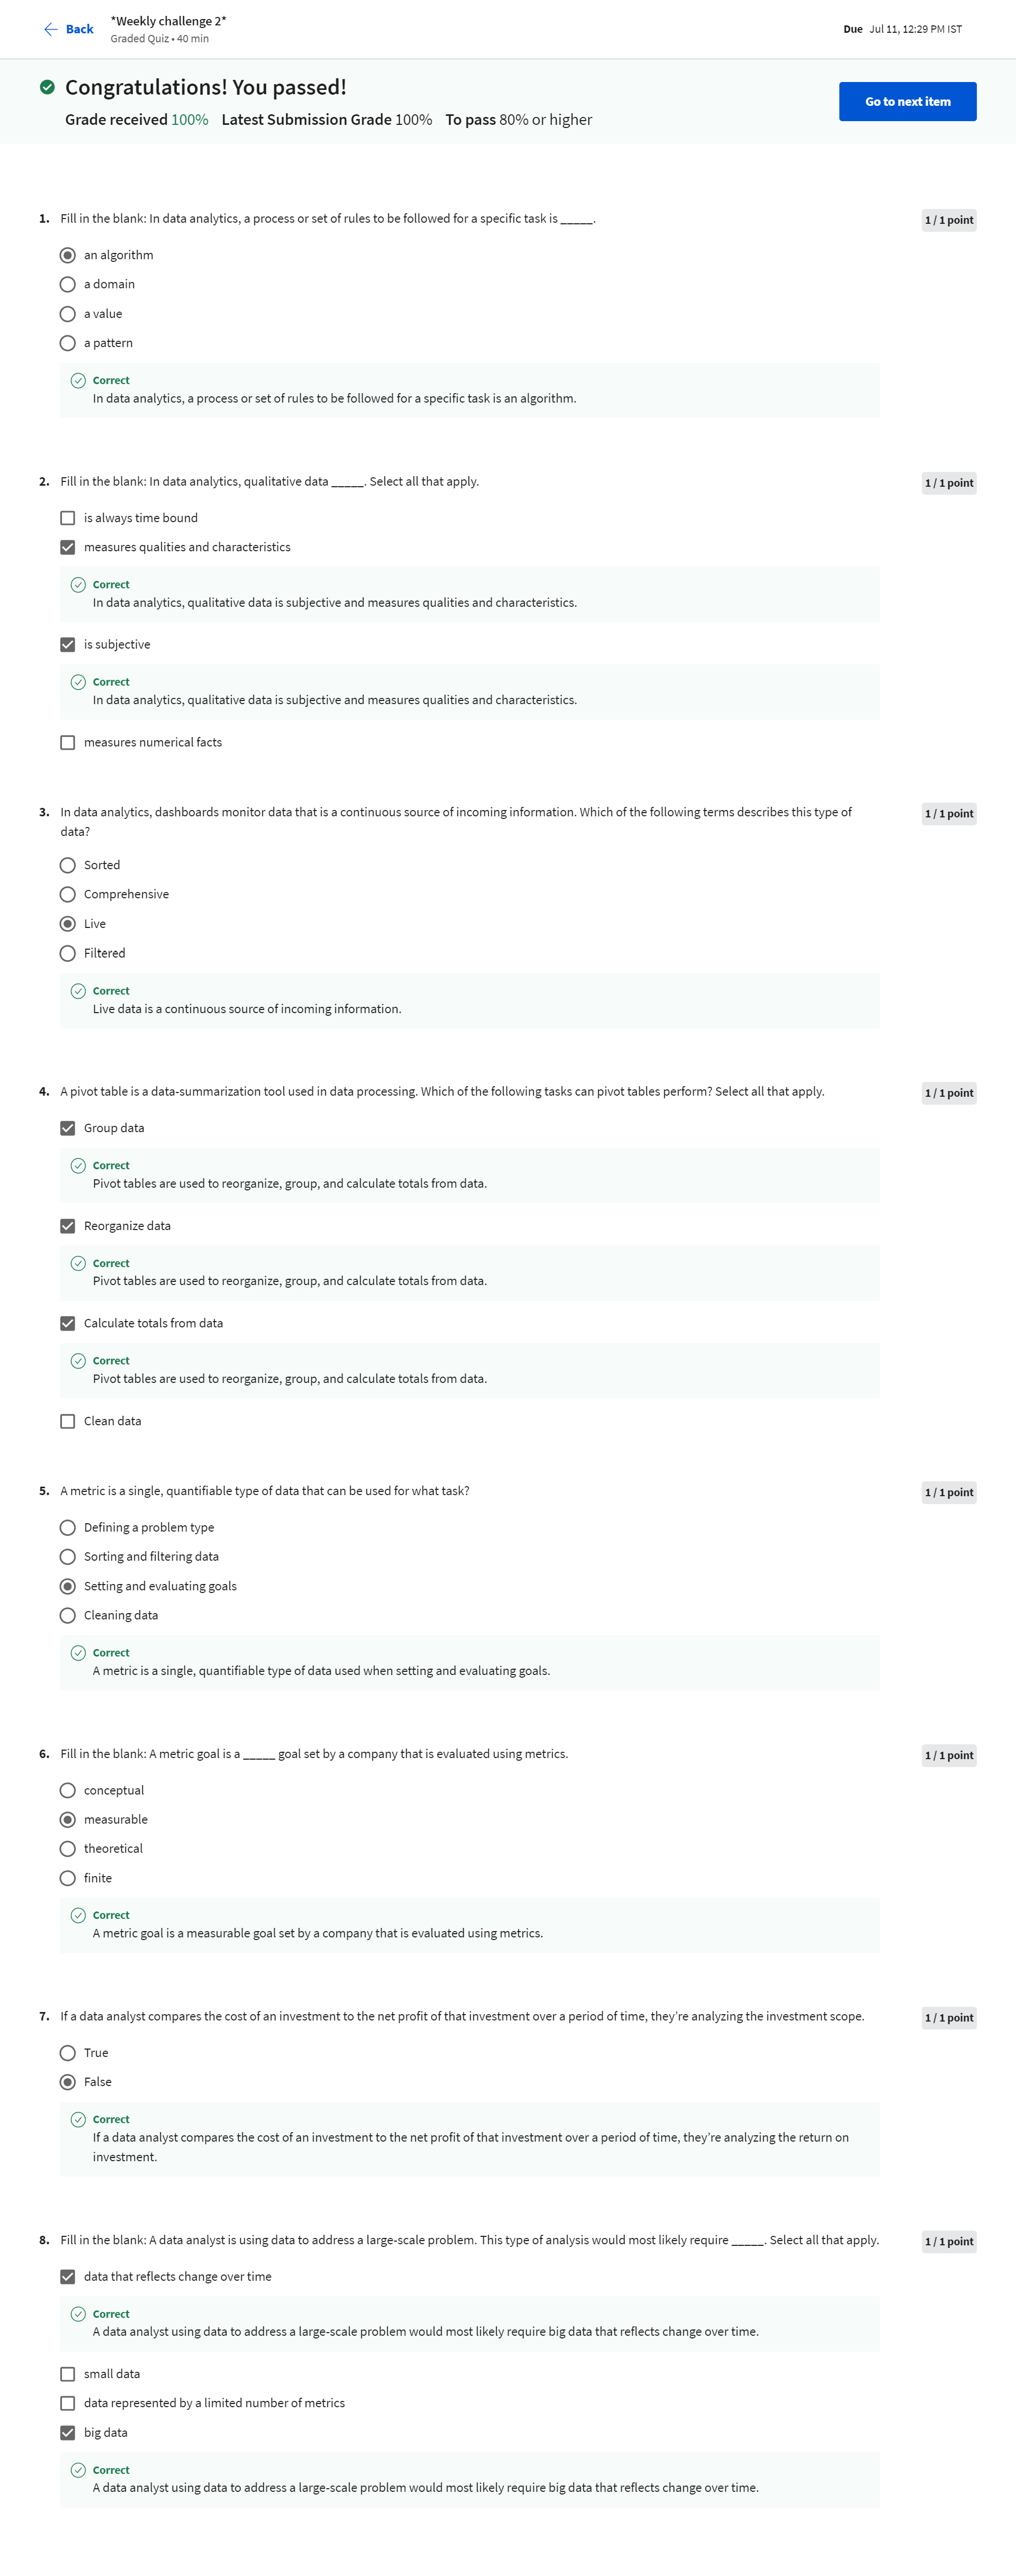 Back
*Weekly challenge 2*
Graded Quiz • 40 min
Due Jul 11, 12:29 PM IST
Congratulations! You passed!
Grade received 100% Latest Submission Grade 100% To pass 80% or higher
Go to next item
1. Fill in the blank: In data analytics, a process or set of rules to be followed for a specific task is _____.
1 / 1 point
an algorithm
a domain
a value
a pattern
Correct
In data analytics, a process or set of rules to be followed for a specific task is an algorithm.
2. Fill in the blank: In data analytics, qualitative data _____. Select all that apply.
1 / 1 point
is always time bound
measures qualities and characteristics
Correct
In data analytics, qualitative data is subjective and measures qualities and characteristics.
is subjective
Correct
In data analytics, qualitative data is subjective and measures qualities and characteristics.
measures numerical facts
3. In data analytics, dashboards monitor data that is a continuous source of incoming information. Which of the following terms describes this type of
data?
1 / 1 point
Sorted
Comprehensive
Live
Filtered
Correct
Live data is a continuous source of incoming information.
4. A pivot table is a data-summarization tool used in data processing. Which of the following tasks can pivot tables perform? Select all that apply.
1 / 1 point
Group data
Correct
Pivot tables are used to reorganize, group, and calculate totals from data.
Reorganize data
Correct
Pivot tables are used to reorganize, group, and calculate totals from data.
Calculate totals from data
Correct
Pivot tables are used to reorganize, group, and calculate totals from data.
Clean data
5. A metric is a single, quantifiable type of data that can be used for what task?
1 / 1 point
Defining a problem type
Sorting and filtering data
Setting and evaluating goals
Cleaning data
Correct
A metric is a single, quantifiable type of data used when setting and evaluating goals.
6. Fill in the blank: A metric goal is a _____ goal set by a company that is evaluated using metrics.
1 / 1 point
conceptual
measurable
theoretical
finite
Correct
A metric goal is a measurable goal set by a company that is evaluated using metrics.
7. If a data analyst compares the cost of an investment to the net profit of that investment over a period of time, they’re analyzing the investment scope.
1 / 1 point
True
False
Correct
If a data analyst compares the cost of an investment to the net profit of that investment over a period of time, they’re analyzing the return on
investment.
8. Fill in the blank: A data analyst is using data to address a large-scale problem. This type of analysis would most likely require _____. Select all that apply.
1 / 1 point
data that reflects change over time
Correct
A data analyst using data to address a large-scale problem would most likely require big data that reflects change over time.
small data
data represented by a limited number of metrics
big data
Correct
A data analyst using data to address a large-scale problem would most likely require big data that reflects change over time.